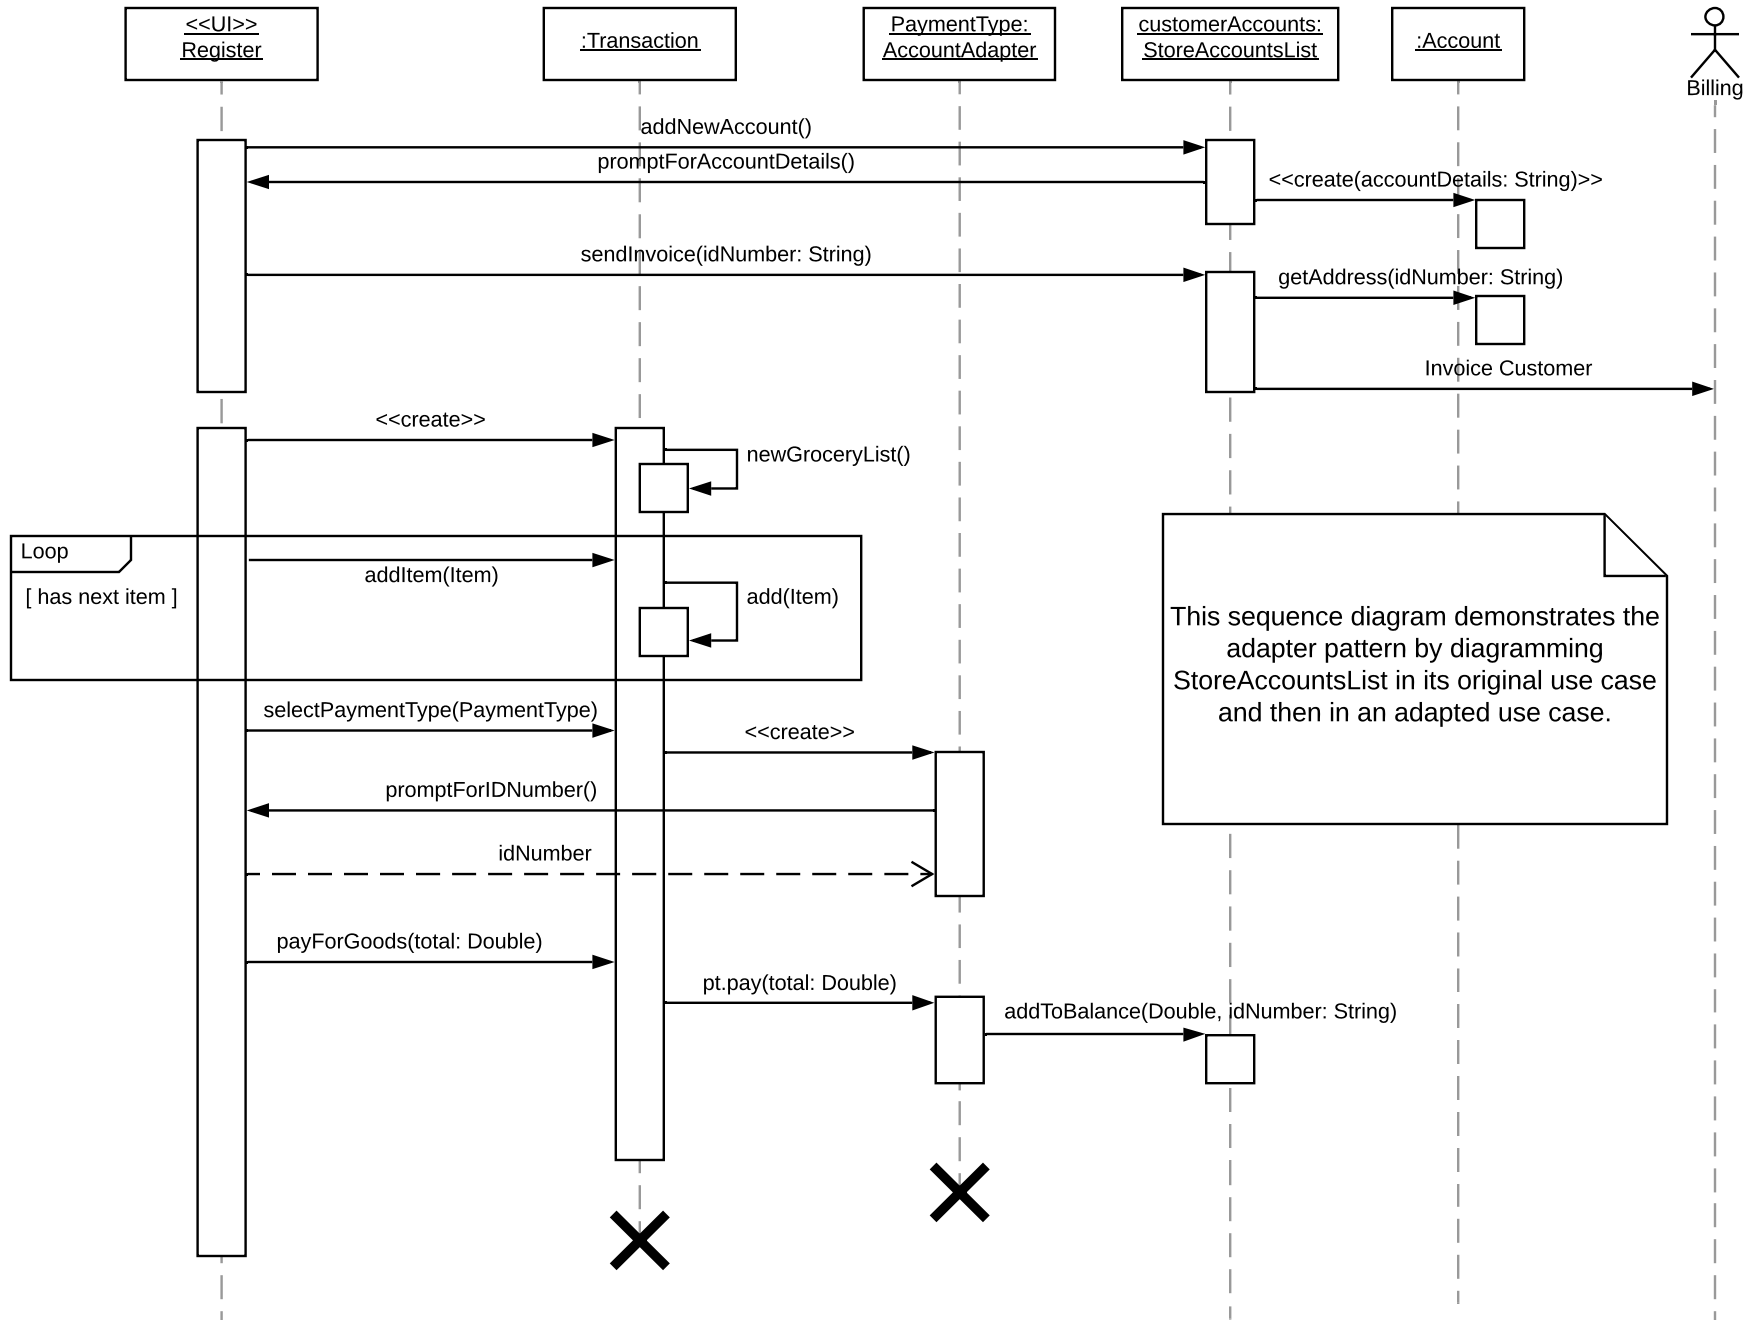 <<UI>>
Register
:Transaction
PaymentType:
AccountAdapter
customerAccounts:
StoreAccountsList
:Account
Billing
addNewAccount()
promptForAccountDetails()
<<create(accountDetails: String)>>
sendInvoice(idNumber: String)
getAddress(idNumber: String)
Invoice Customer
<<create>>
newGroceryList()
Loop
[ has next item ]
addItem(Item)
add(Item)
This sequence diagram demonstrates the
adapter pattern by diagramming
StoreAccountsList in its original use case
and then in an adapted use case.
selectPaymentType(PaymentType)
<<create>>
promptForIDNumber()
idNumber
payForGoods(total: Double)
pt.pay(total: Double)
addToBalance(Double, idNumber: String)